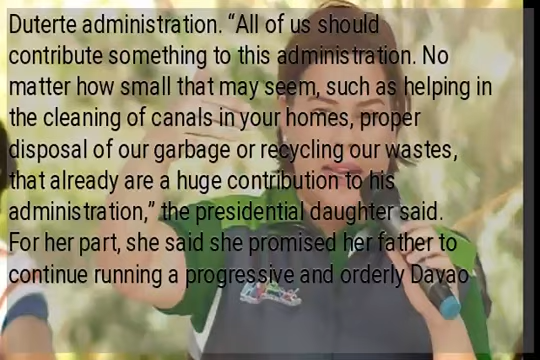 Duterte administration. “All of us should
contribute something to this administration. No
matter how small that may seem, such as helping in
the cleaning of canals in your homes, proper
disposal of our garbage or recycling our wastes,
that already are a huge contribution to his
administration,” the presidential daughter said.
For her part, she said she promised her father to
continue running a progressive and orderly Davao